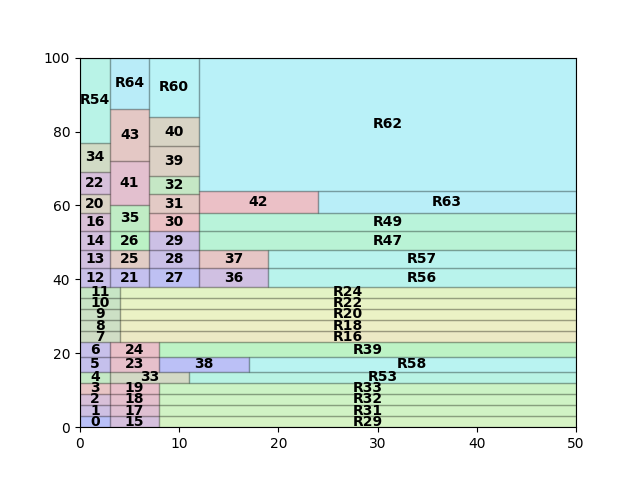 100
R54 R64 R60
R62
43 40
80
34 39
22 41 32
20 31 42 R63
60
16 35 30 R49
14 26 29 R47
13 25 28 37 R57
12 21 27 36 R56
40
11 R24
10 R22
9 R20
8 R18
7 R16
6 24 R39
20
5 23 38 R58
4 33 R53
3 19 R33
2 18 R32
1 17 R31
0 15 R29
0
0 10 20 30 40 50